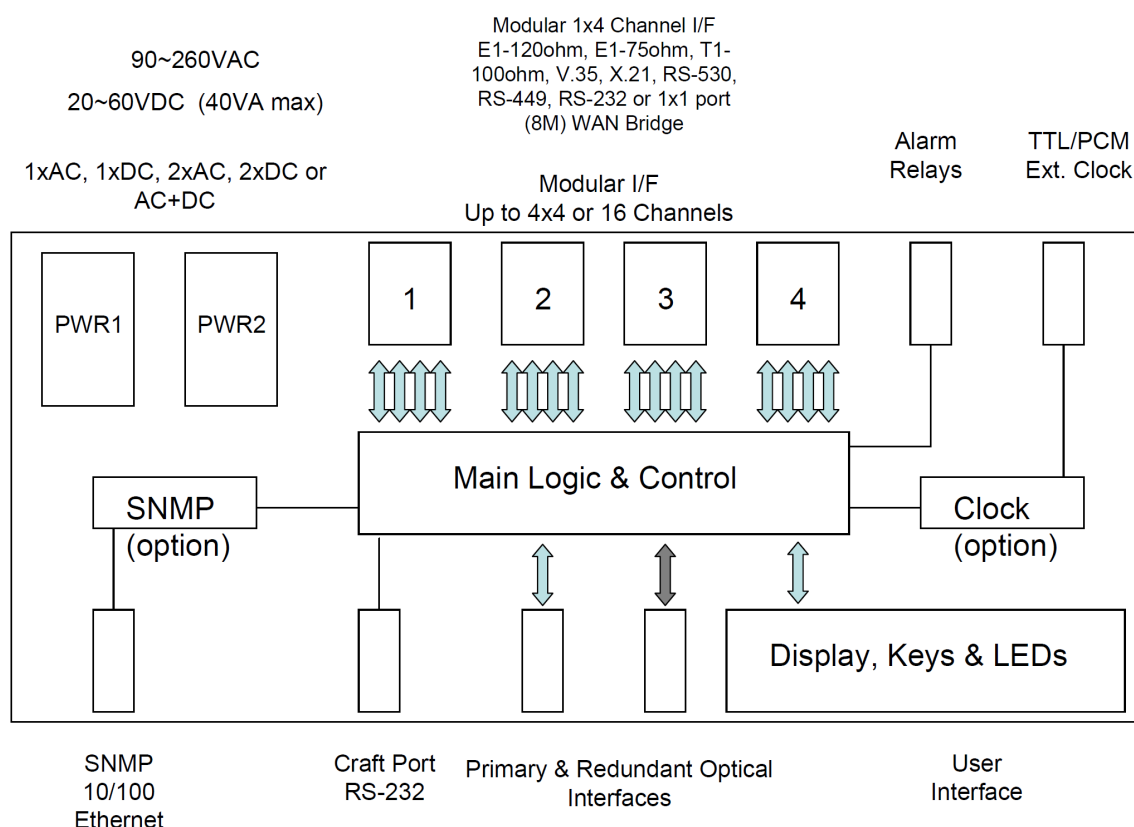 90~260VAC
20~60VDC  (40VA max)
1xAC, 1xDC, 2xAC, 2xDC or
AC+DC
Modular 1x4 Channel I/F
E1-120ohm, E1-75ohm, T1-
100ohm, V.35, X.21, RS-530,
RS-449, RS-232 or 1x1 port
(8M) WAN Bridge
Modular I/F
Up to 4x4 or 16 Channels
Alarm
Relays
TTL/PCM
Ext. Clock
PWR1
PWR2
1
2
3
4
Main Logic & Control
SNMP
(option)
Clock
(option)
Display, Keys & LEDs
SNMP
10/100
Ethernet
Craft Port
RS-232
Primary & Redundant Optical
Interfaces
User
Interface